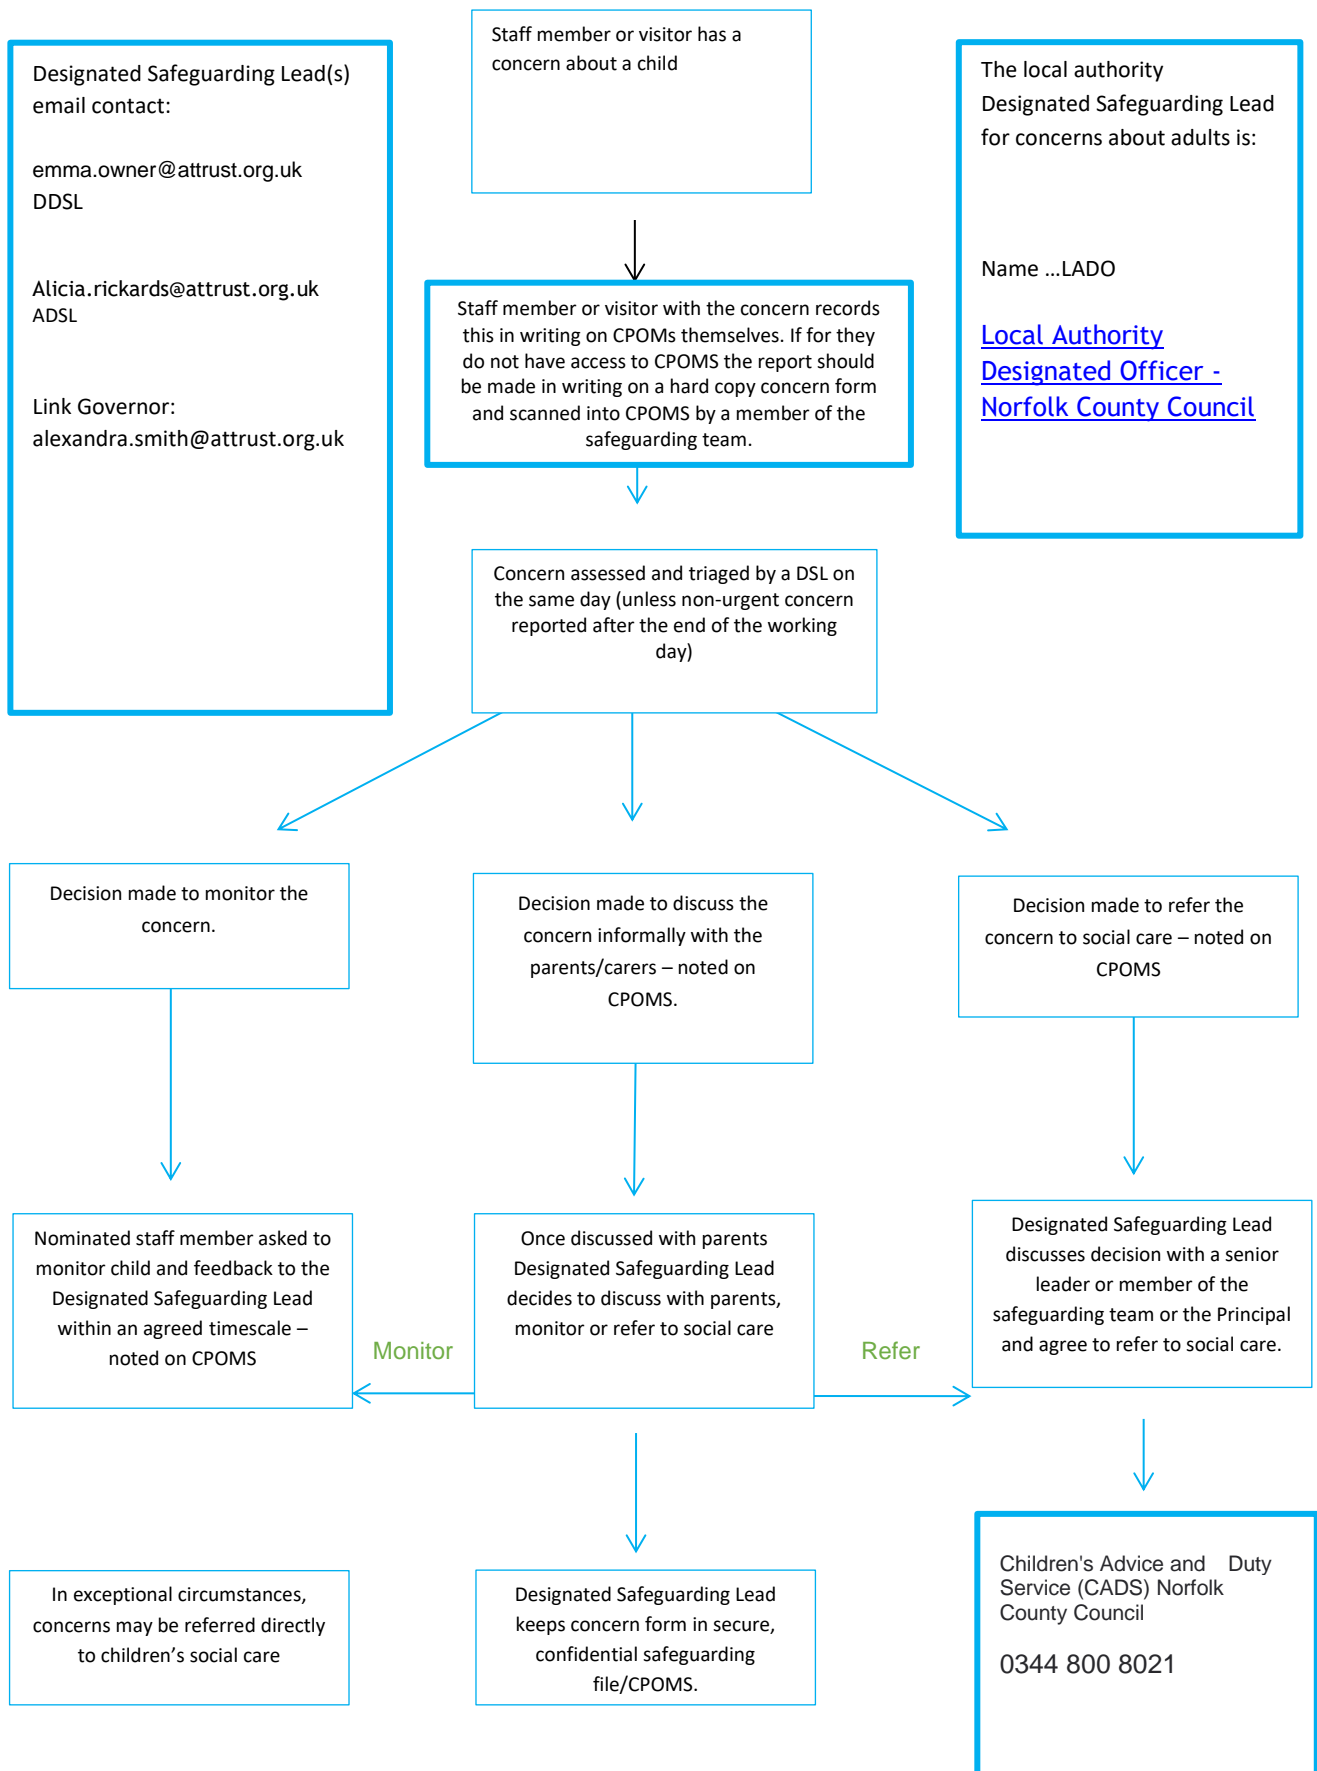 Staff member or visitor has a
concern about a child
Designated Safeguarding Lead(s)
email contact:
emma.owner@attrust.org.uk
DDSL
Alicia.rickards@attrust.org.uk
ADSL
Link Governor:
alexandra.smith@attrust.org.uk
The local authority
Designated Safeguarding Lead
for concerns about adults is:
Name ...LADO
Local Authority
Designated Officer -
Norfolk County Council
Staff member or visitor with the concern records
this in writing on CPOMs themselves. If for they
do not have access to CPOMS the report should
be made in writing on a hard copy concern form
and scanned into CPOMS by a member of the
safeguarding team.
Concern assessed and triaged by a DSL on
the same day (unless non-urgent concern
reported after the end of the working
day)
Decision made to monitor the
concern.
Decision made to discuss the
concern informally with the
parents/carers – noted on
CPOMS.
Decision made to refer the
concern to social care – noted on
CPOMS
Nominated staff member asked to
monitor child and feedback to the
Designated Safeguarding Lead
within an agreed timescale –
noted on CPOMS
Monitor
Once discussed with parents
Designated Safeguarding Lead
decides to discuss with parents,
monitor or refer to social care
Refer
Designated Safeguarding Lead
discusses decision with a senior
leader or member of the
safeguarding team or the Principal
and agree to refer to social care.
In exceptional circumstances,
concerns may be referred directly
to children’s social care
Designated Safeguarding Lead
keeps concern form in secure,
confidential safeguarding
file/CPOMS.
Children's Advice and Duty
Service (CADS) Norfolk
County Council
0344 800 8021